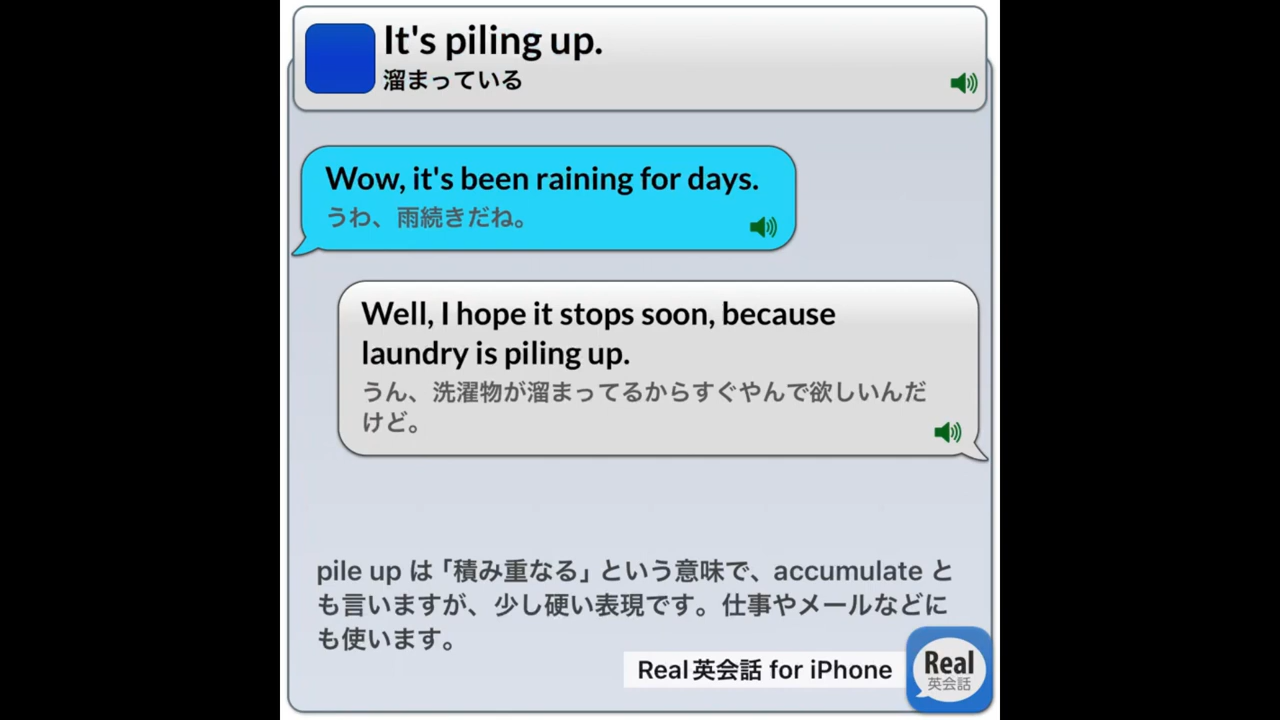 It's piling up.
溜まっている
Wow, it's been raining for days.
うわ、雨続きだね。
Well, I hope it stops soon, because
laundry is piling up.
うん、洗濯物が溜まってるからすぐやんで欲しいんだ
けど。
pile up は「積み重なる」という意味で、accumulate と
も言いますが、少し硬い表現です。仕事やメールなどに
も使います。
Real英会話 for iPhone
Real
英会話